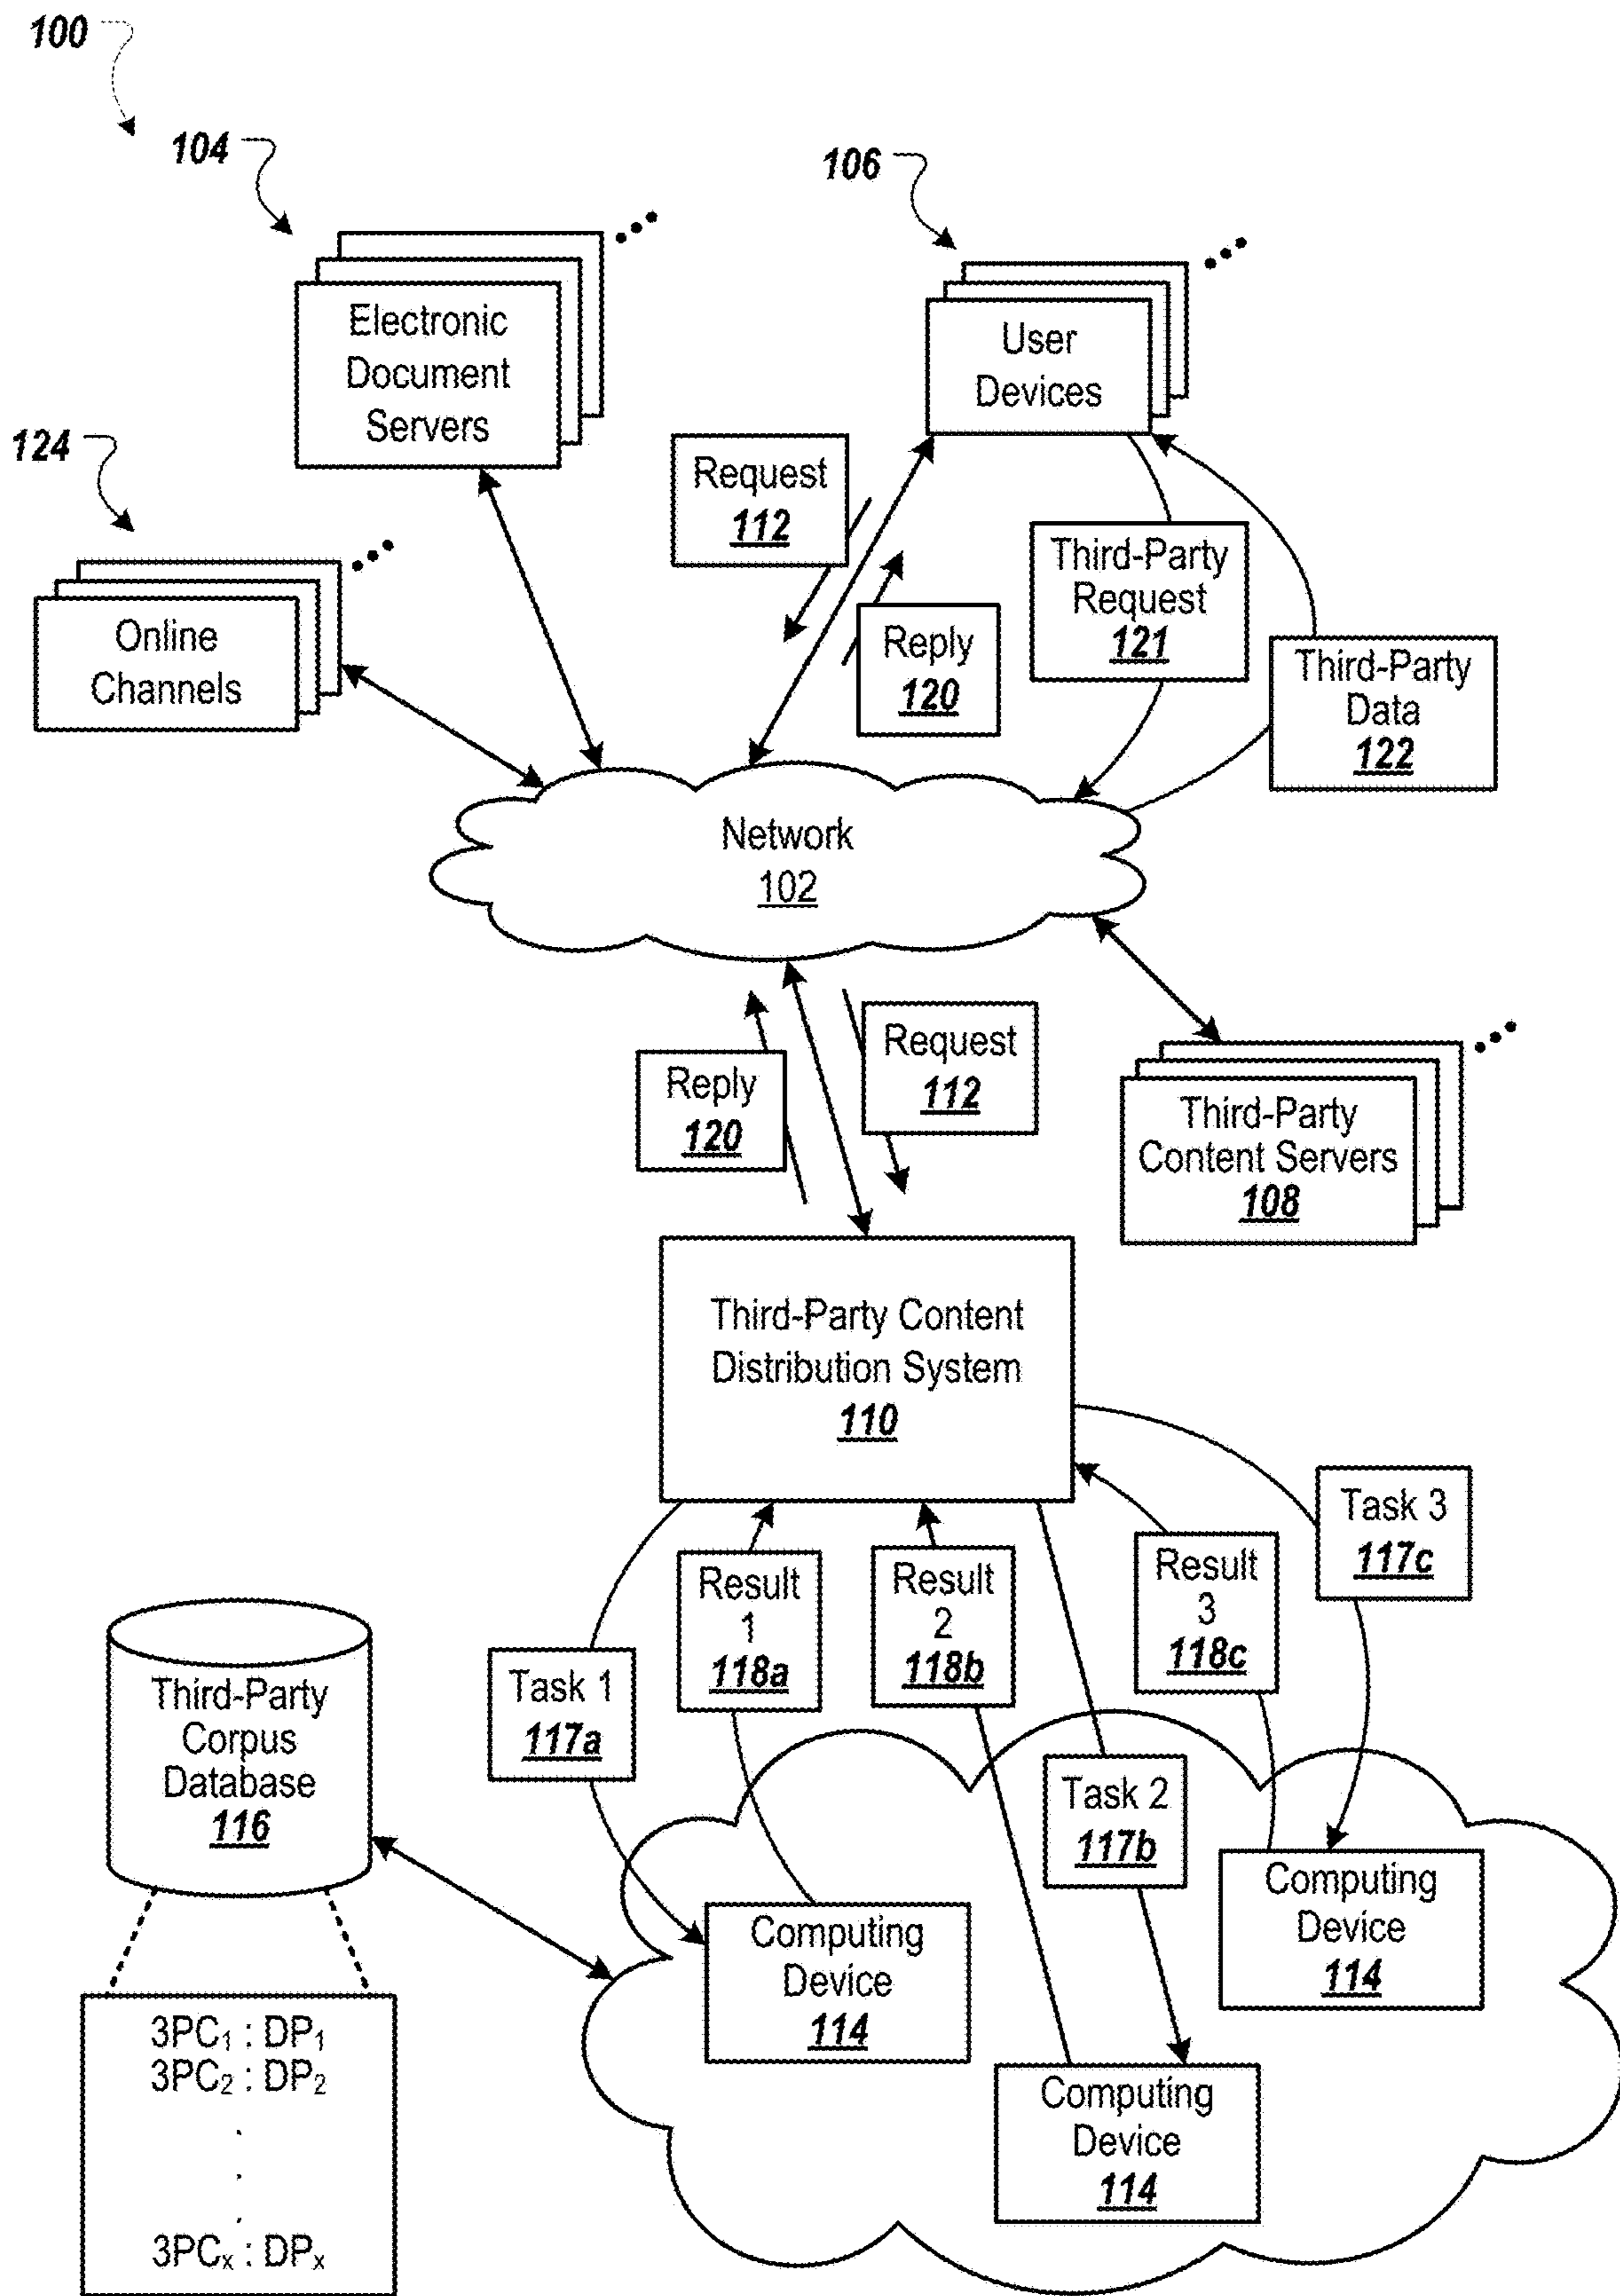 100
104
106
Electronic
Document
Servers
User
Devices
124
Request
112
Third-Party
Request
121
Online
Channels
Reply
120
Third-Party
Data
122
Network
102
Request
112
Reply
120
Third-Party
Content Servers
108
Third-Party Content
Distribution System
110
Task 3
117c
Result
1
118a
Result
2
118b
Result
3
118c
Task 1
117a
Third-Party
Corpus
Database
116
Task 2
117b
Computing
Device
114
Computing
Device
114
Computing
Device
114
3PC₁ : DP₁
3PC₂ : DP₂
.
.
.
3PCₓ : DPₓ